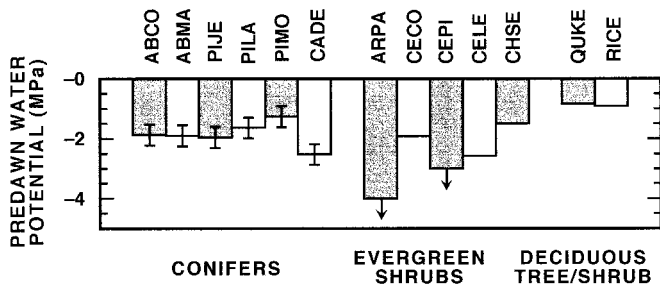 ABCO ABMA PIJE PILA PIMO CADE ARPA CECO CEPI CELE CHSE QUKE RICE
PREDAWN WATER
POTENTIAL (MPa)
–0
–2
–4
CONIFERS
EVERGREEN
SHRUBS
DECIDUOUS
TREE/SHRUB